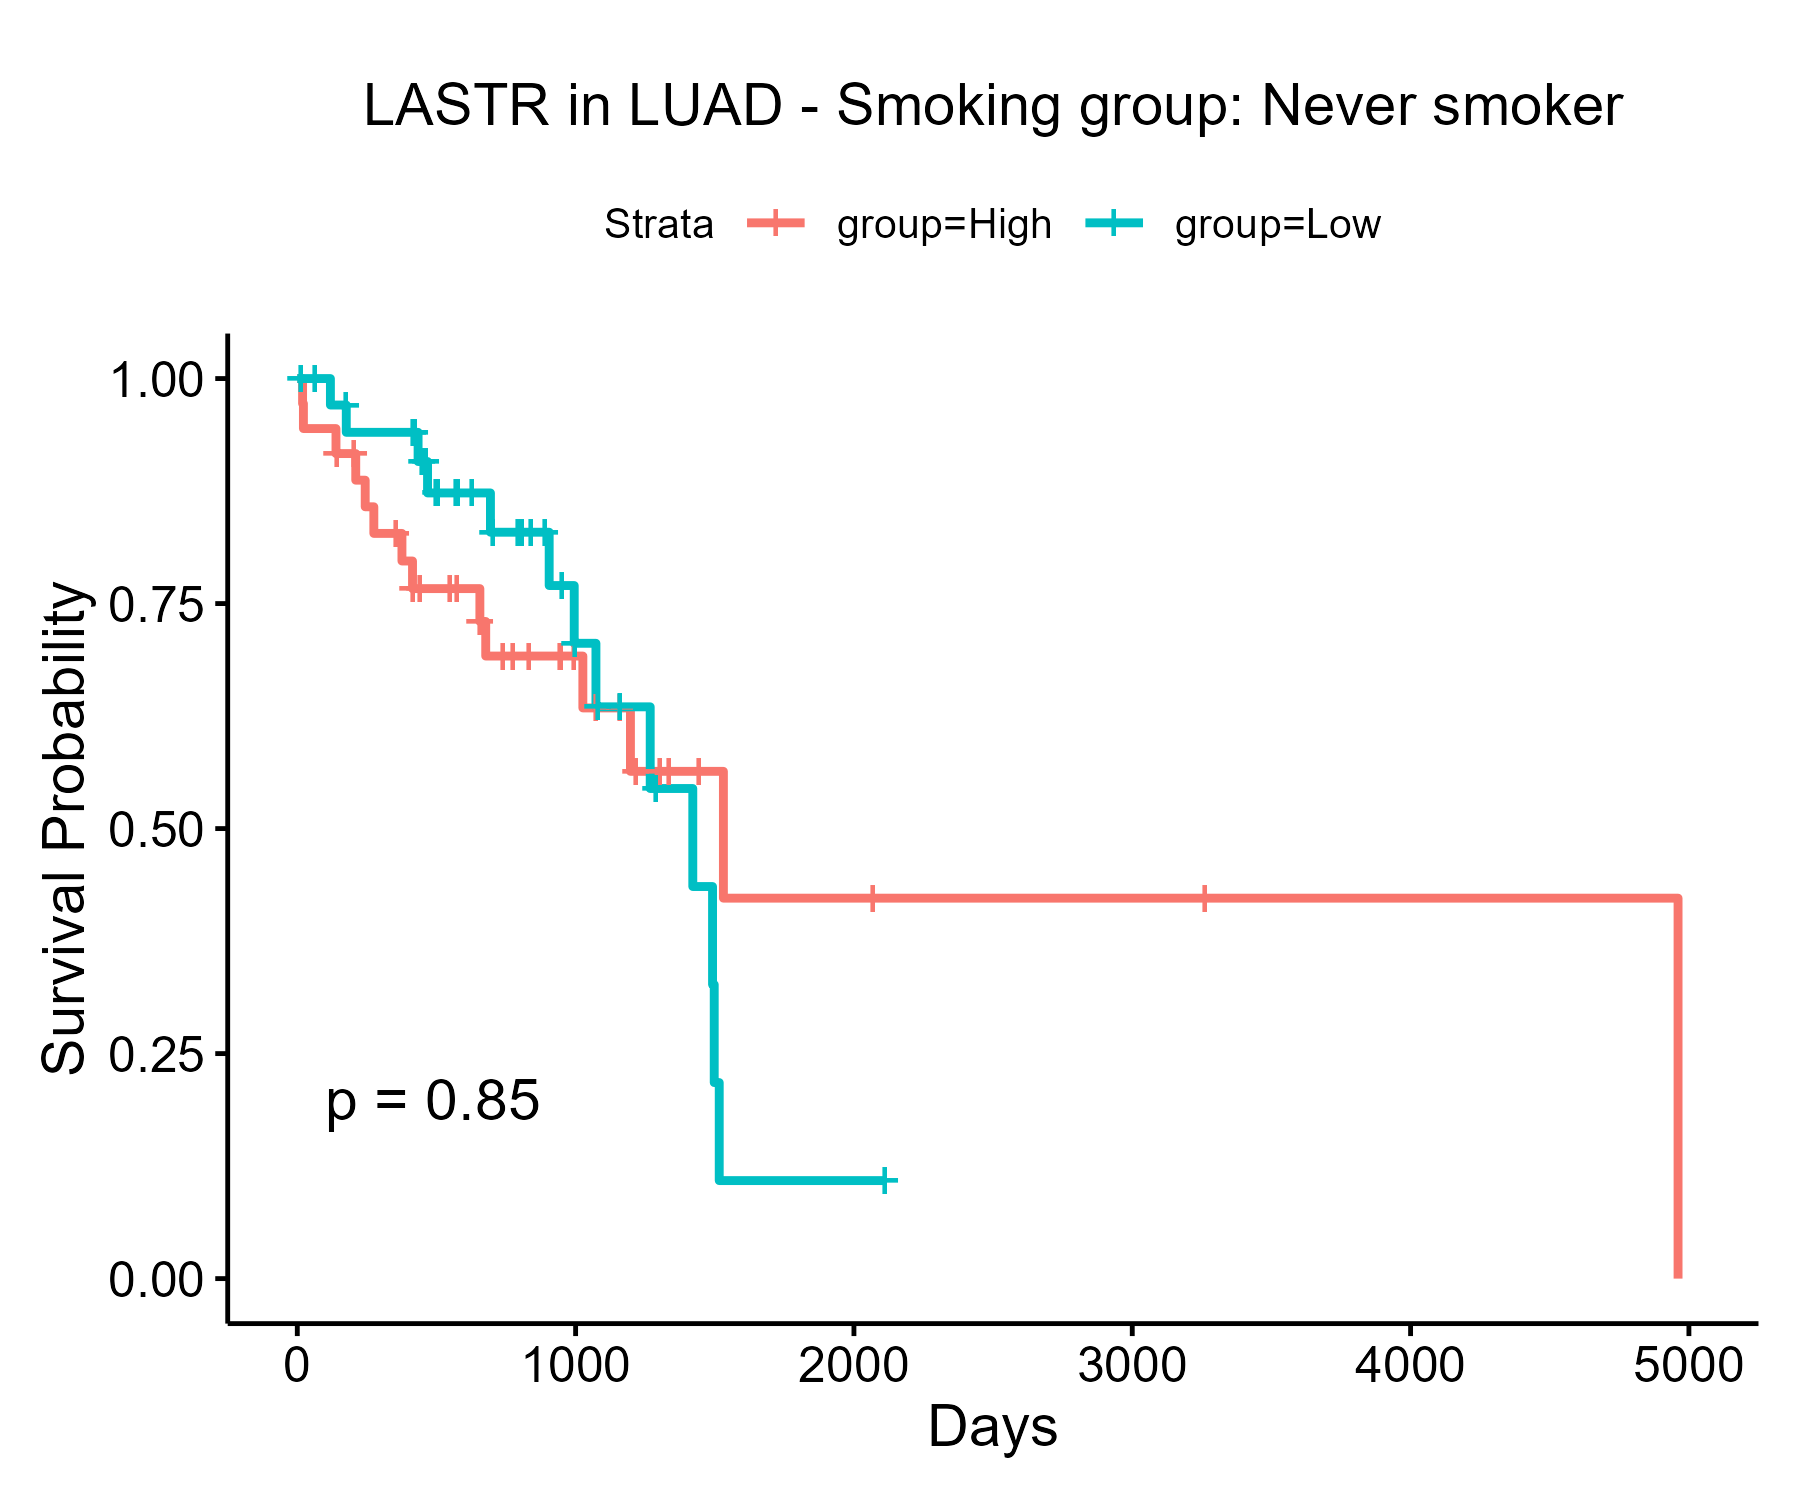 LASTR in LUAD - Smoking group: Never smoker
Strata group=High group=Low
Survival Probability
1.00
0.75
0.50
0.25
0.00
p = 0.85
0 1000 2000 3000 4000 5000
Days